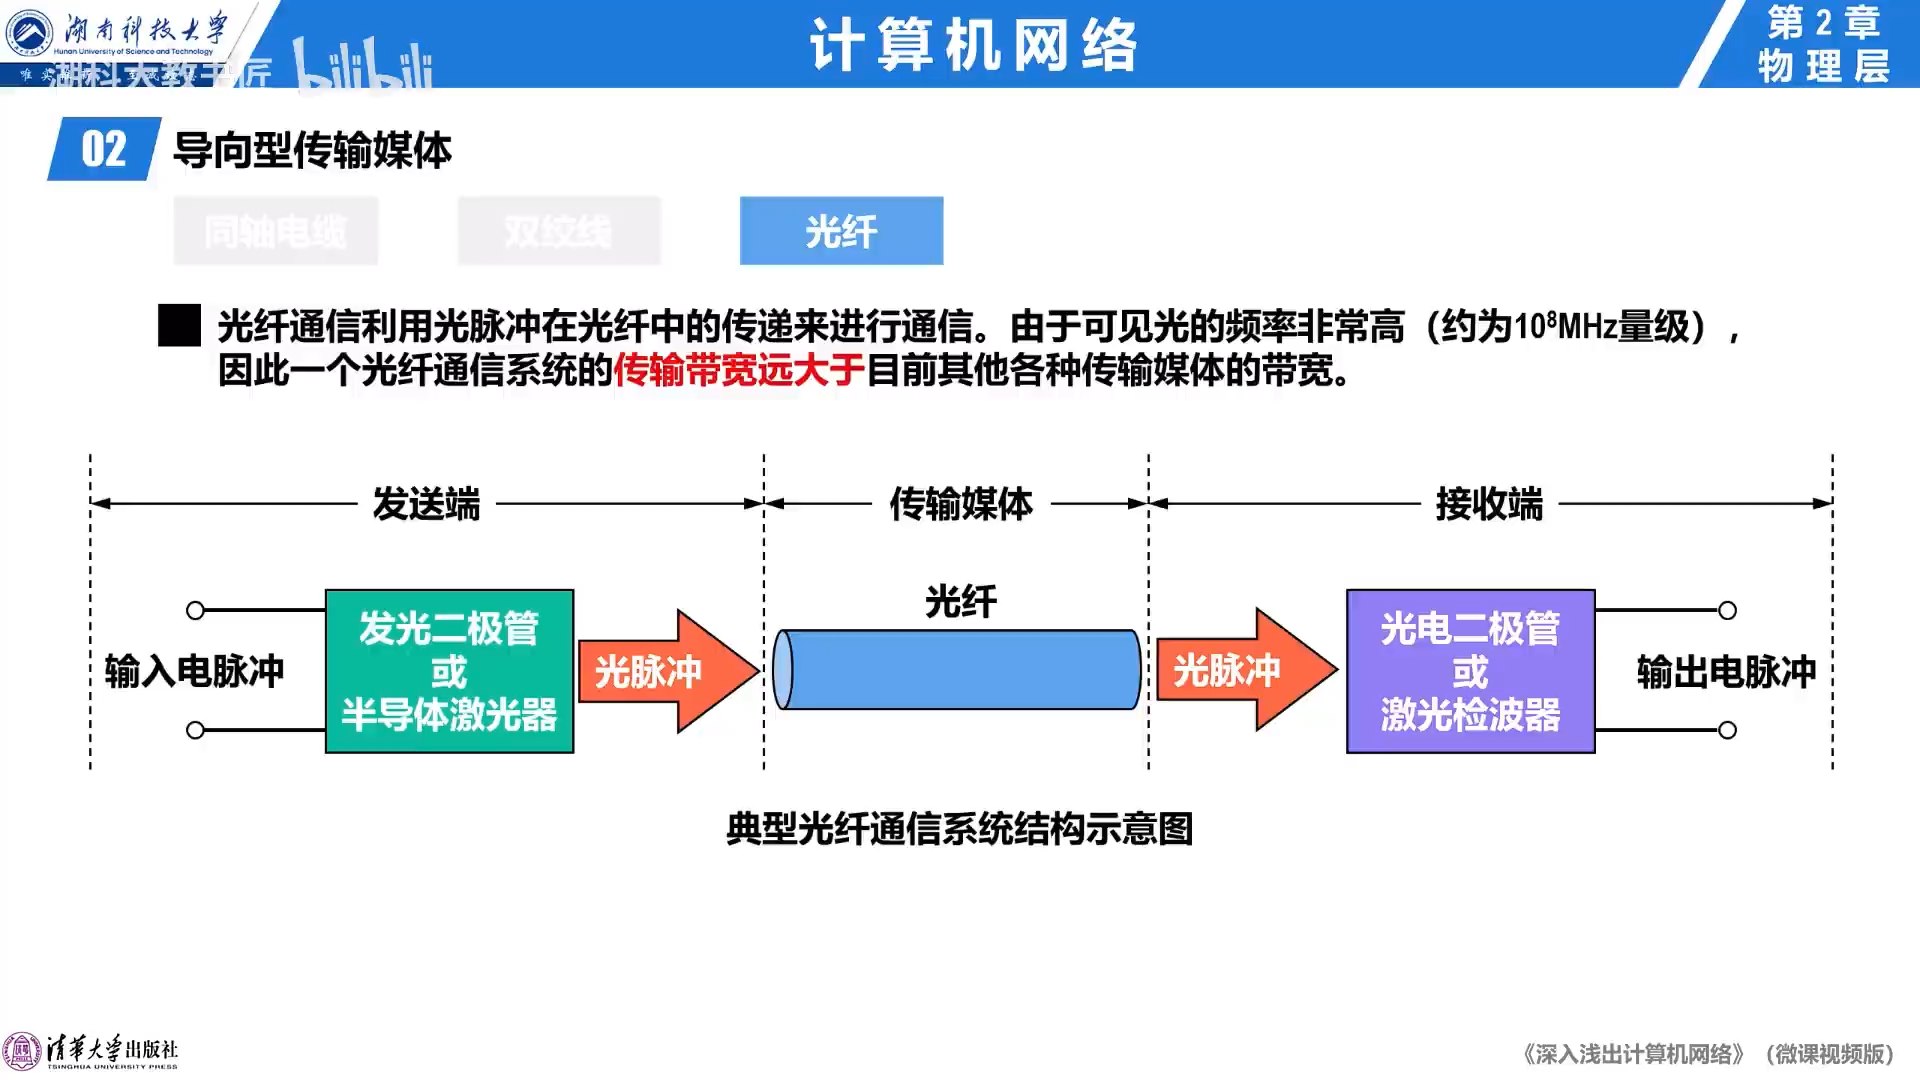 湖南科技大学
Hunan University of Science and Technology
湖科大教书匠
bilibili
计算机网络
第2章
物理层
02 导向型传输媒体
同轴电缆 双绞线 光纤
光纤通信利用光脉冲在光纤中的传递来进行通信。由于可见光的频率非常高（约为10⁸MHz量级），
因此一个光纤通信系统的传输带宽远大于目前其他各种传输媒体的带宽。
发送端 传输媒体 接收端
光纤
输入电脉冲
发光二极管
或
半导体激光器
光脉冲
光脉冲
光电二极管
或
激光检波器
输出电脉冲
典型光纤通信系统结构示意图
清华大学出版社
TSINGHUA UNIVERSITY PRESS
《深入浅出计算机网络》（微课视频版）